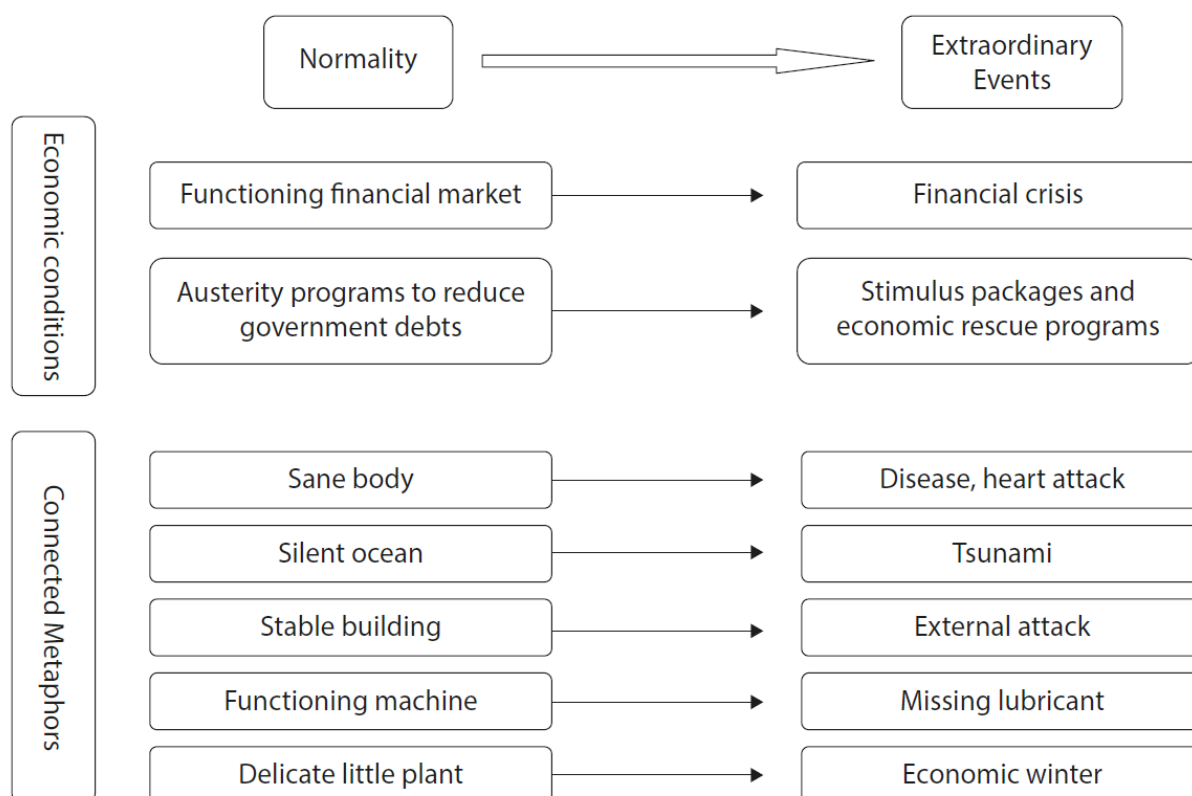 Normality
Extraordinary
Events
Economic conditions
Functioning financial market
Financial crisis
Austerity programs to reduce
government debts
Stimulus packages and
economic rescue programs
Connected Metaphors
Sane body
Disease, heart attack
Silent ocean
Tsunami
Stable building
External attack
Functioning machine
Missing lubricant
Delicate little plant
Economic winter